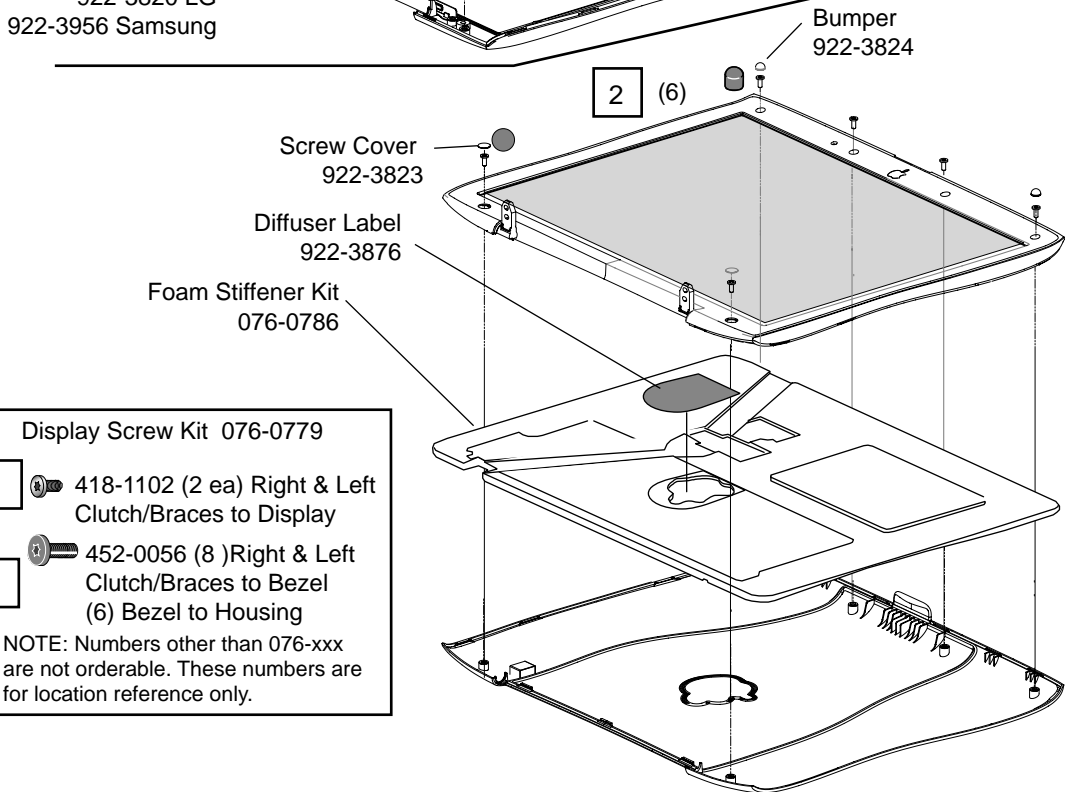 922-3956 Samsung
Bumper
922-3824
2 (6)
Screw Cover
922-3823
Diffuser Label
922-3876
Foam Stiffener Kit
076-0786
Display Screw Kit 076-0779
418-1102 (2 ea) Right & Left
Clutch/Braces to Display
452-0056 (8 )Right & Left
Clutch/Braces to Bezel
(6) Bezel to Housing
NOTE: Numbers other than 076-xxx
are not orderable. These numbers are
for location reference only.